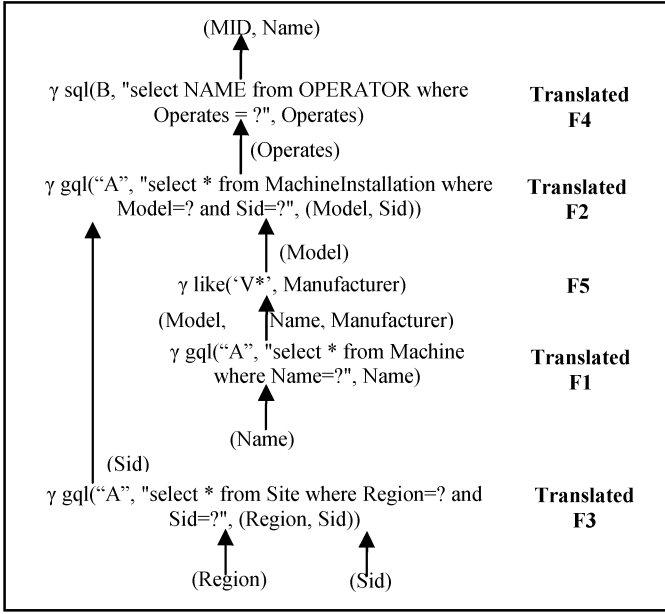 (MID, Name)
γ sql(B, "select NAME from OPERATOR where
Operates = ?", Operates)
Translated
F4
(Operates)
γ gql(“A”, "select * from MachineInstallation where
Model=? and Sid=?", (Model, Sid))
Translated
F2
(Model)
γ like(‘V*’, Manufacturer)
F5
(Model, Name, Manufacturer)
γ gql(“A”, "select * from Machine
where Name=?", Name)
Translated
F1
(Name)
(Sid)
γ gql(“A”, "select * from Site where Region=? and
Sid=?", (Region, Sid))
Translated
F3
(Region) (Sid)